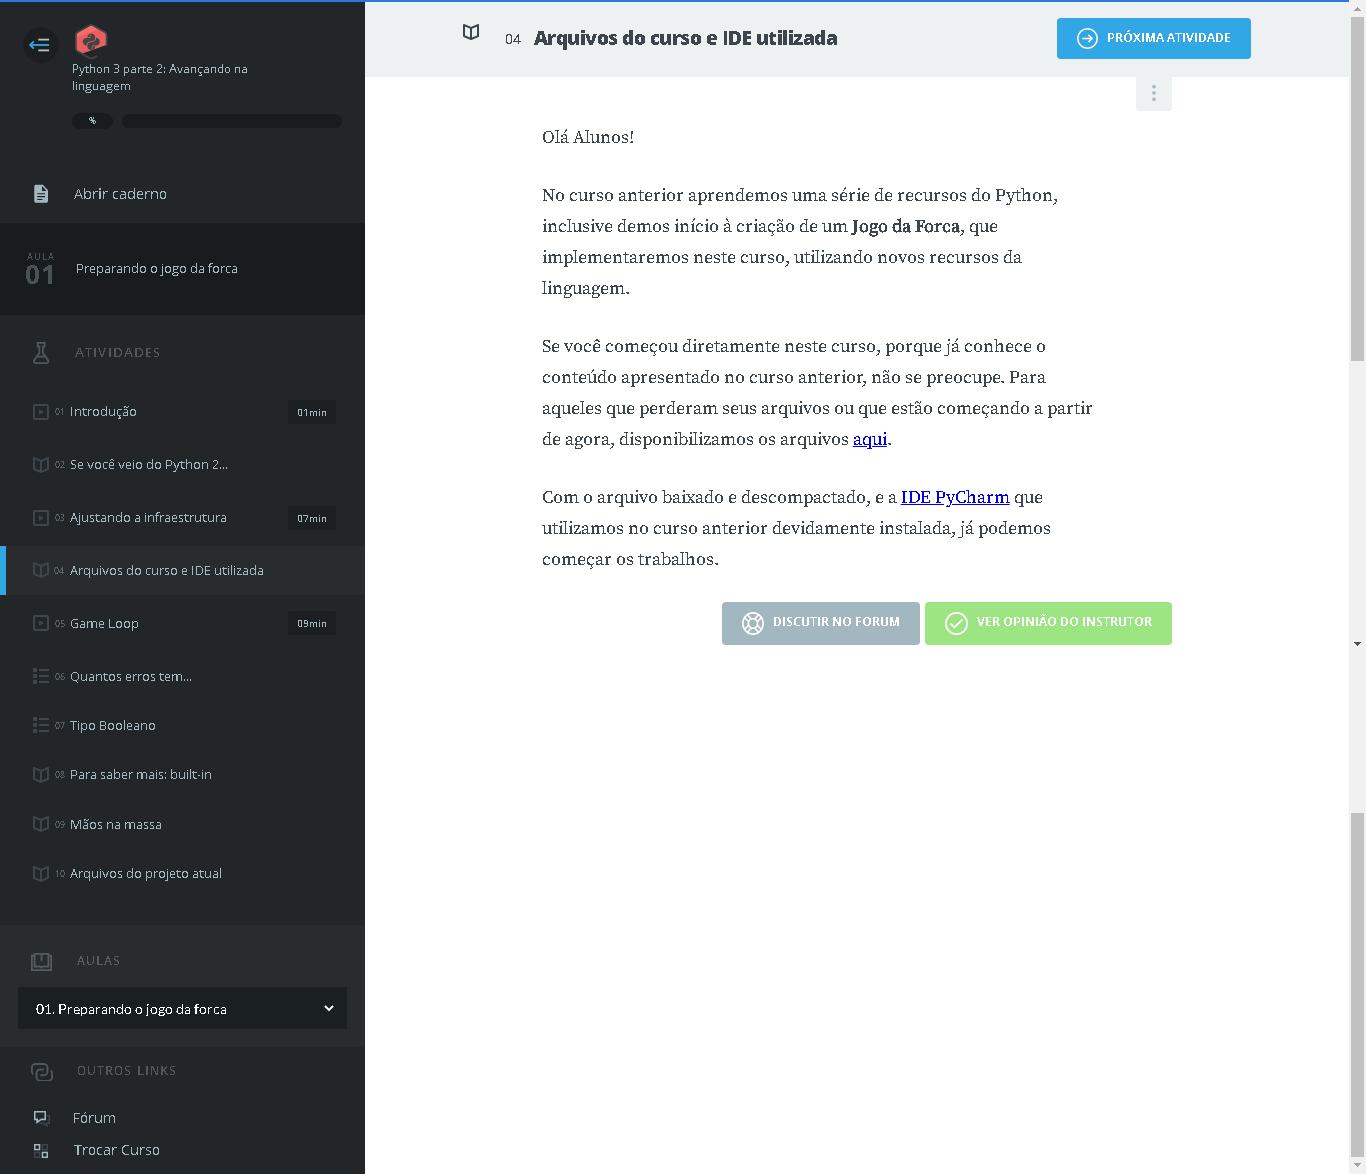 Python 3 parte 2: Avançando na
linguagem
%
Abrir caderno
AULA
01
Preparando o jogo da forca
ATIVIDADES
01 Introdução 01min
02 Se você veio do Python 2...
03 Ajustando a infraestrutura 07min
04 Arquivos do curso e IDE utilizada
05 Game Loop 09min
06 Quantos erros tem...
07 Tipo Booleano
08 Para saber mais: built-in
09 Mãos na massa
10 Arquivos do projeto atual
AULAS
01. Preparando o jogo da forca
OUTROS LINKS
Fórum
Trocar Curso
04 Arquivos do curso e IDE utilizada
PRÓXIMA ATIVIDADE
Olá Alunos!
No curso anterior aprendemos uma série de recursos do Python,
inclusive demos início à criação de um Jogo da Forca, que
implementaremos neste curso, utilizando novos recursos da
linguagem.
Se você começou diretamente neste curso, porque já conhece o
conteúdo apresentado no curso anterior, não se preocupe. Para
aqueles que perderam seus arquivos ou que estão começando a partir
de agora, disponibilizamos os arquivos aqui.
Com o arquivo baixado e descompactado, e a IDE PyCharm que
utilizamos no curso anterior devidamente instalada, já podemos
começar os trabalhos.
DISCUTIR NO FORUM
VER OPINIÃO DO INSTRUTOR